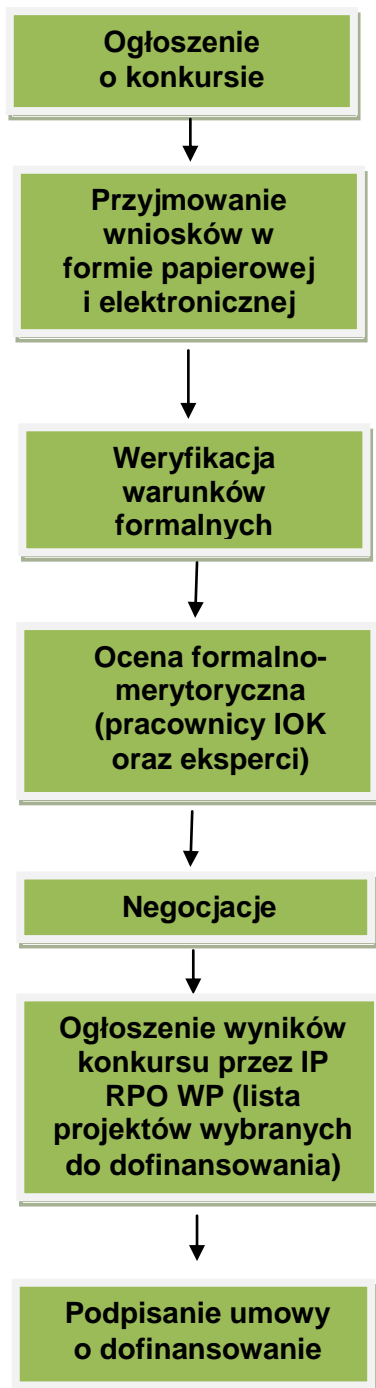 Ogłoszenie
o konkursie
Przyjmowanie
wniosków w
formie papierowej
i elektronicznej
Weryfikacja
warunków
formalnych
Ocena formalno-
merytoryczna
(pracownicy IOK
oraz eksperci)
Negocjacje
Ogłoszenie wyników
konkursu przez IP
RPO WP (lista
projektów wybranych
do dofinansowania)
Podpisanie umowy
o dofinansowanie